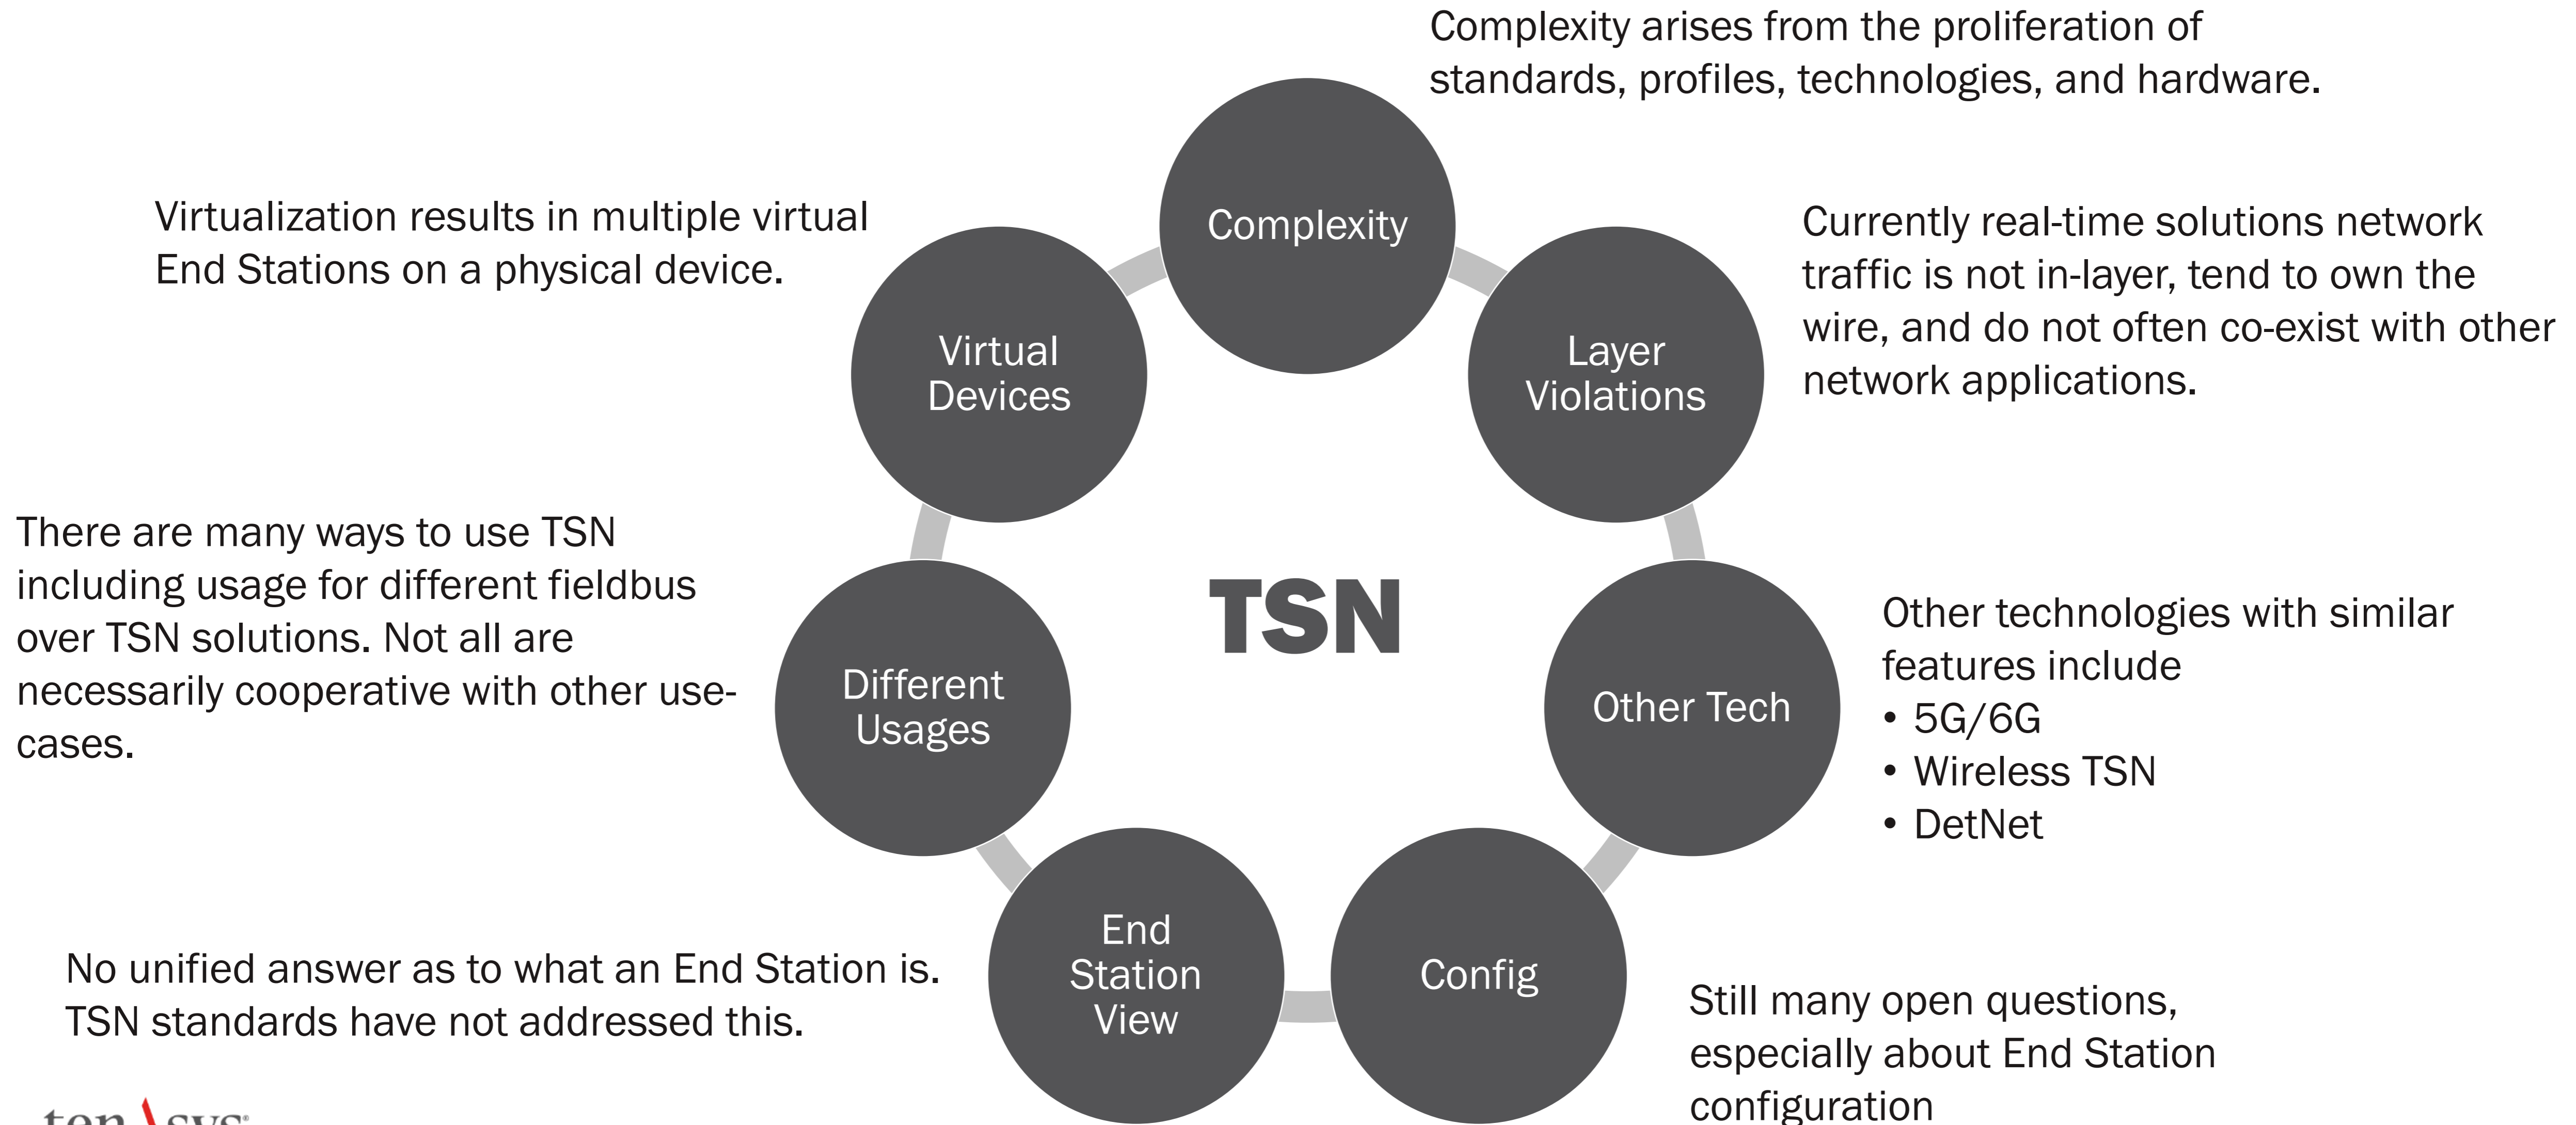 Complexity arises from the proliferation of
standards, profiles, technologies, and hardware.
Complexity
Virtualization results in multiple virtual
End Stations on a physical device.
Virtual
Devices
Layer
Violations
Currently real-time solutions network
traffic is not in-layer, tend to own the
wire, and do not often co-exist with other
network applications.
There are many ways to use TSN
including usage for different fieldbus
over TSN solutions. Not all are
necessarily cooperative with other use-
cases.
Different
Usages
TSN
Other Tech
Other technologies with similar
features include
• 5G/6G
• Wireless TSN
• DetNet
No unified answer as to what an End Station is.
TSN standards have not addressed this.
End
Station
View
Config
Still many open questions,
especially about End Station
configuration
ten sys®